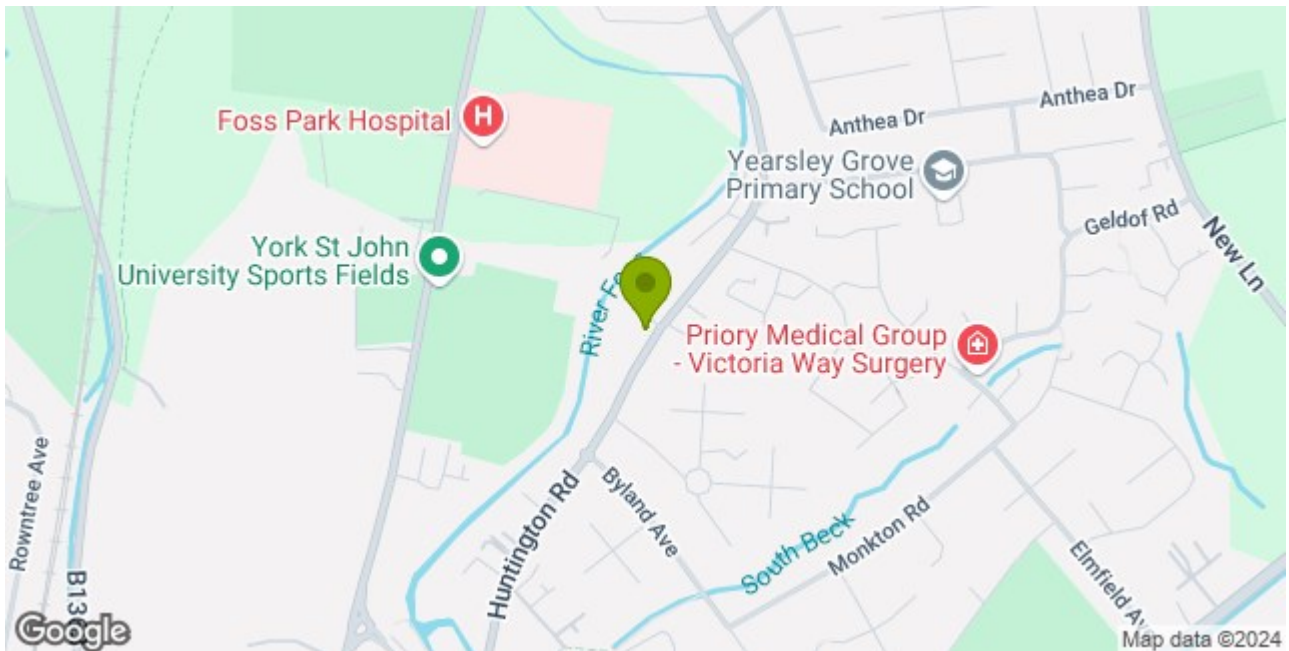 Anthea Dr
Anthea Dr
Foss Park Hospital
H
Yearsley Grove
Primary School
Geldof Rd
New Ln
York St John
University Sports Fields
River
Priory Medical Group
- Victoria Way Surgery
Rowntree Ave
Huntington Rd
Byland Ave
South Beck
Monkton Rd
Elmfield
Google
Map data ©2024